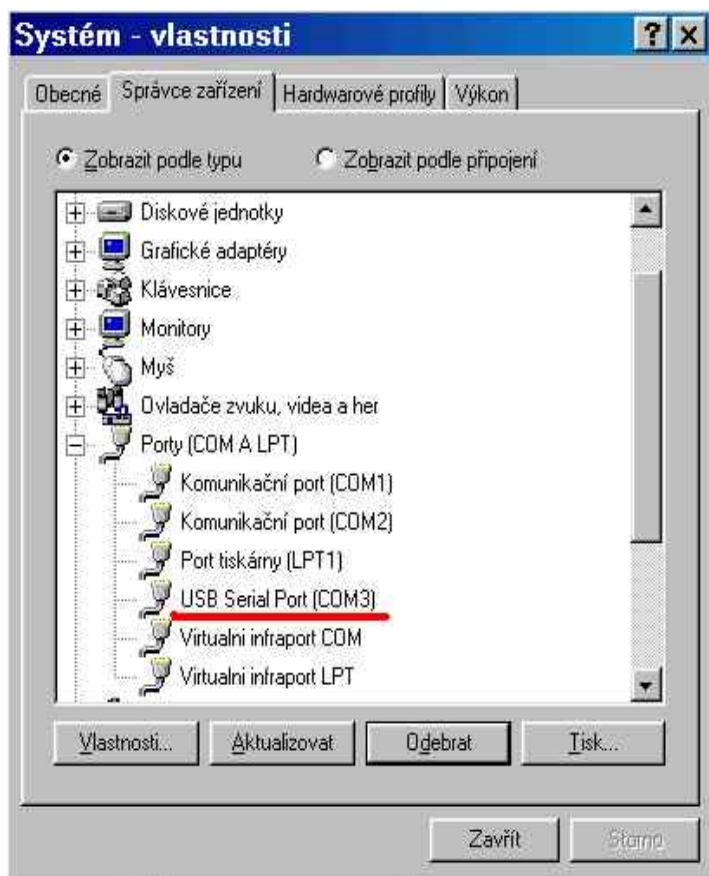 Systém - vlastnosti
Obecné Správce zařízení Hardwarové profily Výkon
Zobrazit podle typu Zobrazit podle připojení
Diskové jednotky
Grafické adaptéry
Klávesnice
Monitory
Myš
Ovladače zvuku, videa a her
Porty (COM A LPT)
Komunikační port (COM1)
Komunikační port (COM2)
Port tiskárny (LPT1)
USB Serial Port (COM3)
Virtualni infraport COM
Virtualni infraport LPT
Vlastnosti... Aktualizovat Odebrat Tisk...
Zavřít Storno